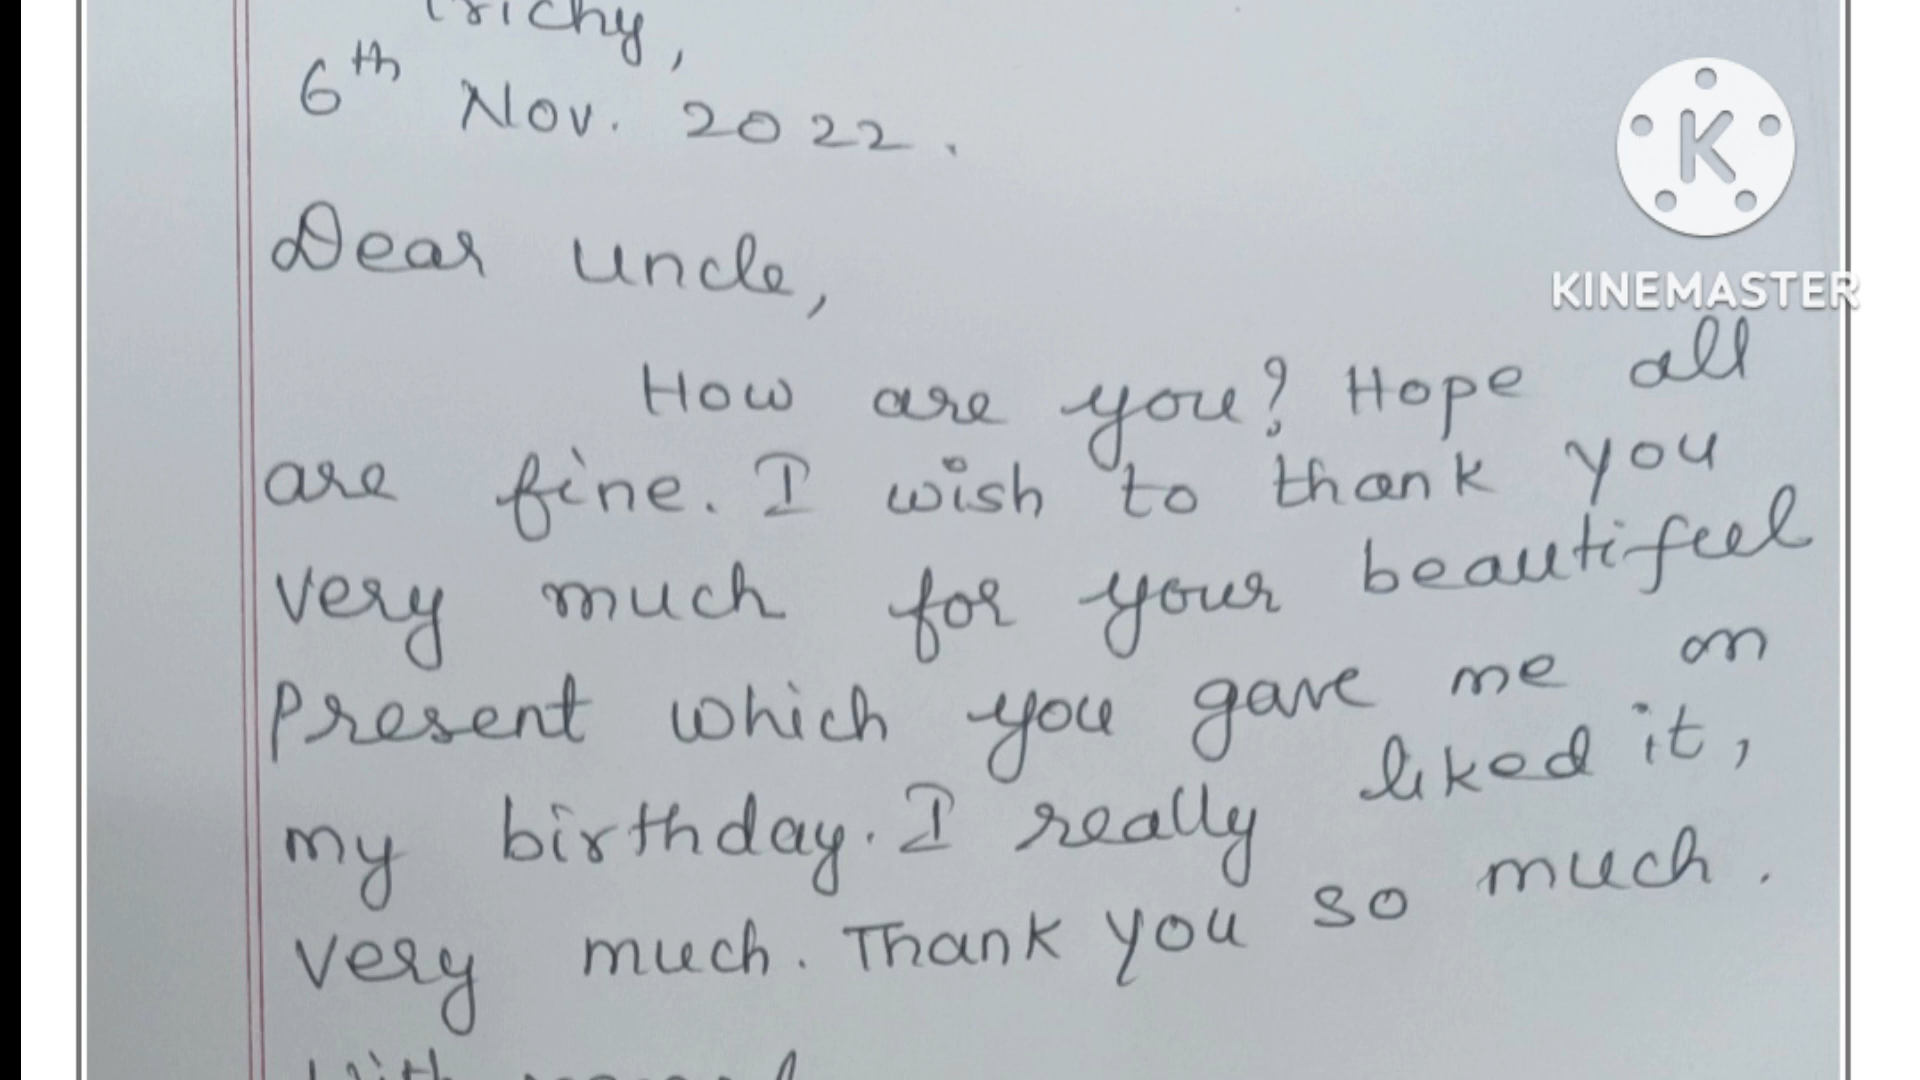 Trichy,
6th Nov. 2022.
Dear Uncle,
How are you? Hope all
are fine. I wish to thank you
very much for your beautiful
Present which you gave me on
my birthday. I really liked it,
very much. Thank you so much.
With
K
KINEMASTER